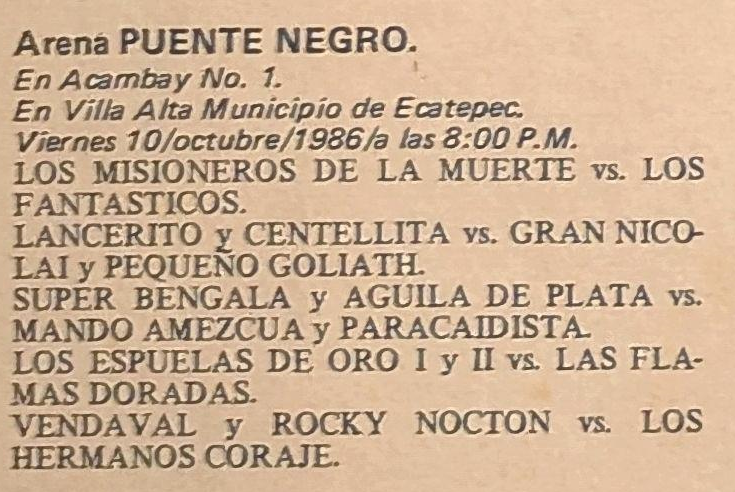 Arena PUENTE NEGRO.
En Acambay No. 1.
En Villa Alta Municipio de Ecatepec.
Viernes 10/octubre/1986/a las 8:00 P.M.
LOS MISIONEROS DE LA MUERTE vs. LOS
FANTASTICOS.
LANCERITO y CENTELLITA vs. GRAN NICO-
LAI y PEQUEÑO GOLIATH.
SUPER BENGALA y AGUILA DE PLATA vs.
MANDO AMEZCUA y PARACAIDISTA.
LOS ESPUELAS DE ORO I y II vs. LAS FLA-
MAS DORADAS.
VENDAVAL y ROCKY NOCTON vs. LOS
HERMANOS CORAJE.